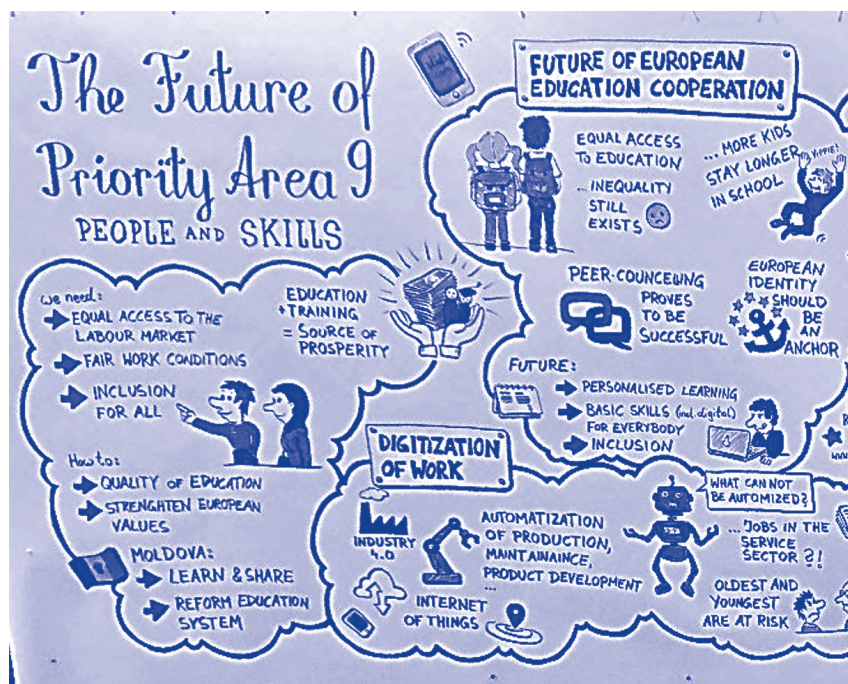 The Future of
Priority Area 9
PEOPLE AND SKILLS
we need:
EQUAL ACCESS TO THE
LABOUR MARKET
FAIR WORK CONDITIONS
INCLUSION
FOR ALL
EDUCATION
+TRAINING
= SOURCE OF
PROSPERITY
How to:
QUALITY OF EDUCATION
STRENGHTEN EUROPEAN
VALUES
MOLDOVA:
LEARN & SHARE
REFORM EDUCATION
SYSTEM
FUTURE OF EUROPEAN
EDUCATION COOPERATION
EQUAL ACCESS
TO EDUCATION
...INEQUALITY
STILL
EXISTS
... MORE KIDS
STAY LONGER
IN SCHOOL
YIPPIE!
PEER-COUNCELLING
PROVES
TO BE
SUCCESSFUL
EUROPEAN
IDENTITY
SHOULD
BE
AN
ANCHOR
FUTURE:
PERSONALISED LEARNING
BASIC SKILLS (incl. digital)
FOR EVERYBODY
INCLUSION
DIGITIZATION
OF WORK
INDUSTRY
4.0
AUTOMATIZATION
OF PRODUCTION,
MAINTAINANCE,
PRODUCT DEVELOPMENT
...
INTERNET
OF THINGS
WHAT CAN NOT
BE AUTOMIZED?
...JOBS IN THE
SERVICE
SECTOR?!
OLDEST AND
YOUNGEST
ARE AT RISK